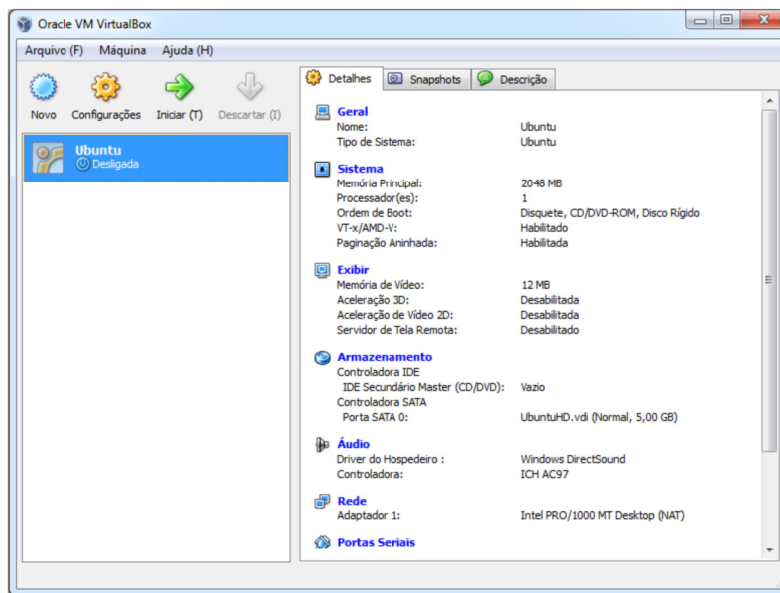 Oracle VM VirtualBox
Arquivo (F) Máquina Ajuda (H)
Novo Configurações Iniciar (T) Descartar (I)
Ubuntu
Desligada
Detalhes Snapshots Descrição
Geral
Nome: Ubuntu
Tipo de Sistema: Ubuntu
Sistema
Memória Principal: 2048 MB
Processador(es): 1
Ordem de Boot: Disquete, CD/DVD-ROM, Disco Rígido
VT-x/AMD-V: Habilitado
Paginação Aninhada: Habilitada
Exibir
Memória de Vídeo: 12 MB
Aceleração 3D: Desabilitada
Aceleração de Vídeo 2D: Desabilitada
Servidor de Tela Remota: Desabilitado
Armazenamento
Controladora IDE
IDE Secundário Master (CD/DVD): Vazio
Controladora SATA
Porta SATA 0: UbuntuHD.vdi (Normal, 5,00 GB)
Áudio
Driver do Hospedeiro : Windows DirectSound
Controladora: ICH AC97
Rede
Adaptador 1: Intel PRO/1000 MT Desktop (NAT)
Portas Seriais